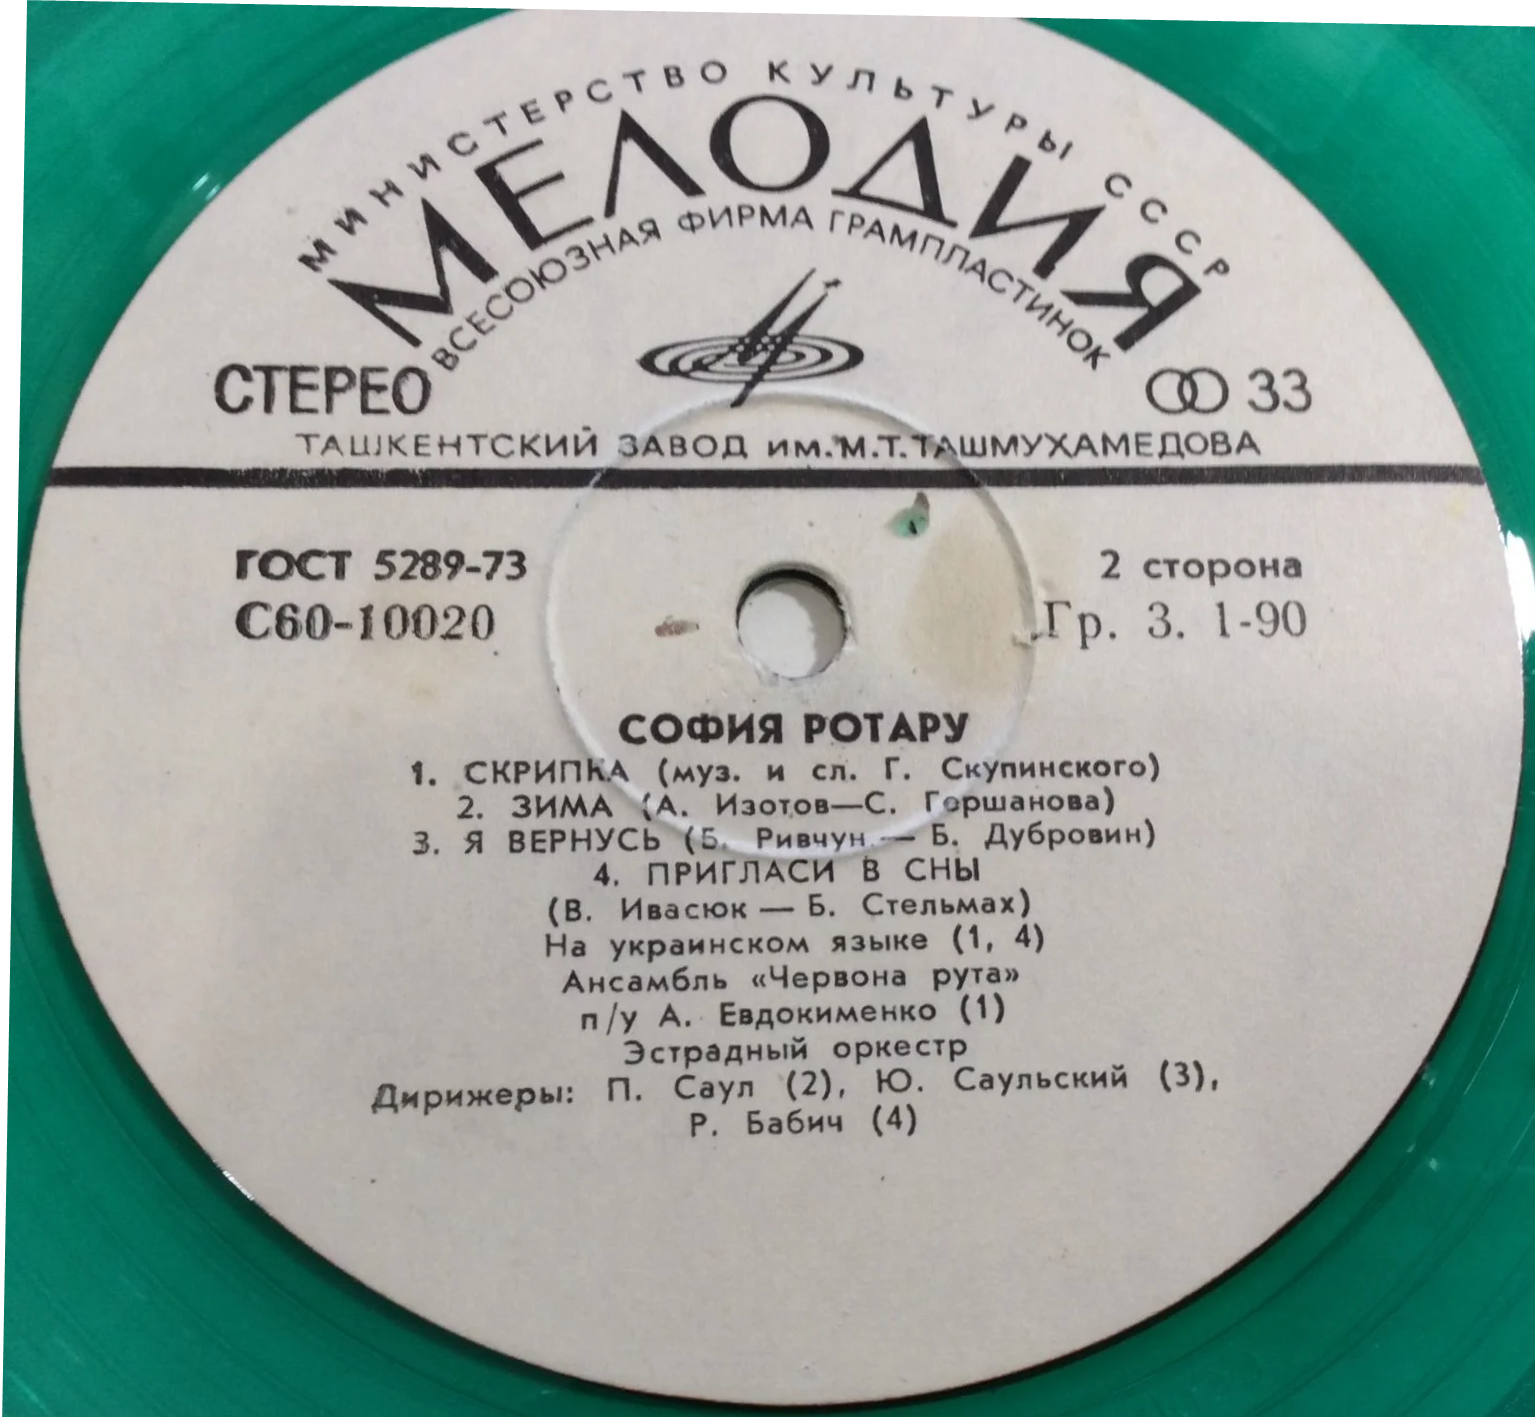 МИНИСТЕРСТВО КУЛЬТУРЫ СССР
МЕЛОДИЯ
ВСЕСОЮЗНАЯ ФИРМА ГРАМПЛАСТИНОК
СТЕРЕО 33
ТАШКЕНТСКИЙ ЗАВОД им. М.Т.ТАШМУХАМЕДОВА
ГОСТ 5289-73 2 сторона
С60-10020 Гр. 3. 1-90
СОФИЯ РОТАРУ
1. СКРИПКА (муз. и сл. Г. Скупинского)
2. ЗИМА (А. Изотов—С. Гершанова)
3. Я ВЕРНУСЬ (Б. Ривчун — Б. Дубровин)
4. ПРИГЛАСИ В СНЫ
(В. Ивасюк — Б. Стельмах)
На украинском языке (1, 4)
Ансамбль «Червона рута»
п/у А. Евдокименко (1)
Эстрадный оркестр
Дирижеры: П. Саул (2), Ю. Саульский (3),
Р. Бабич (4)